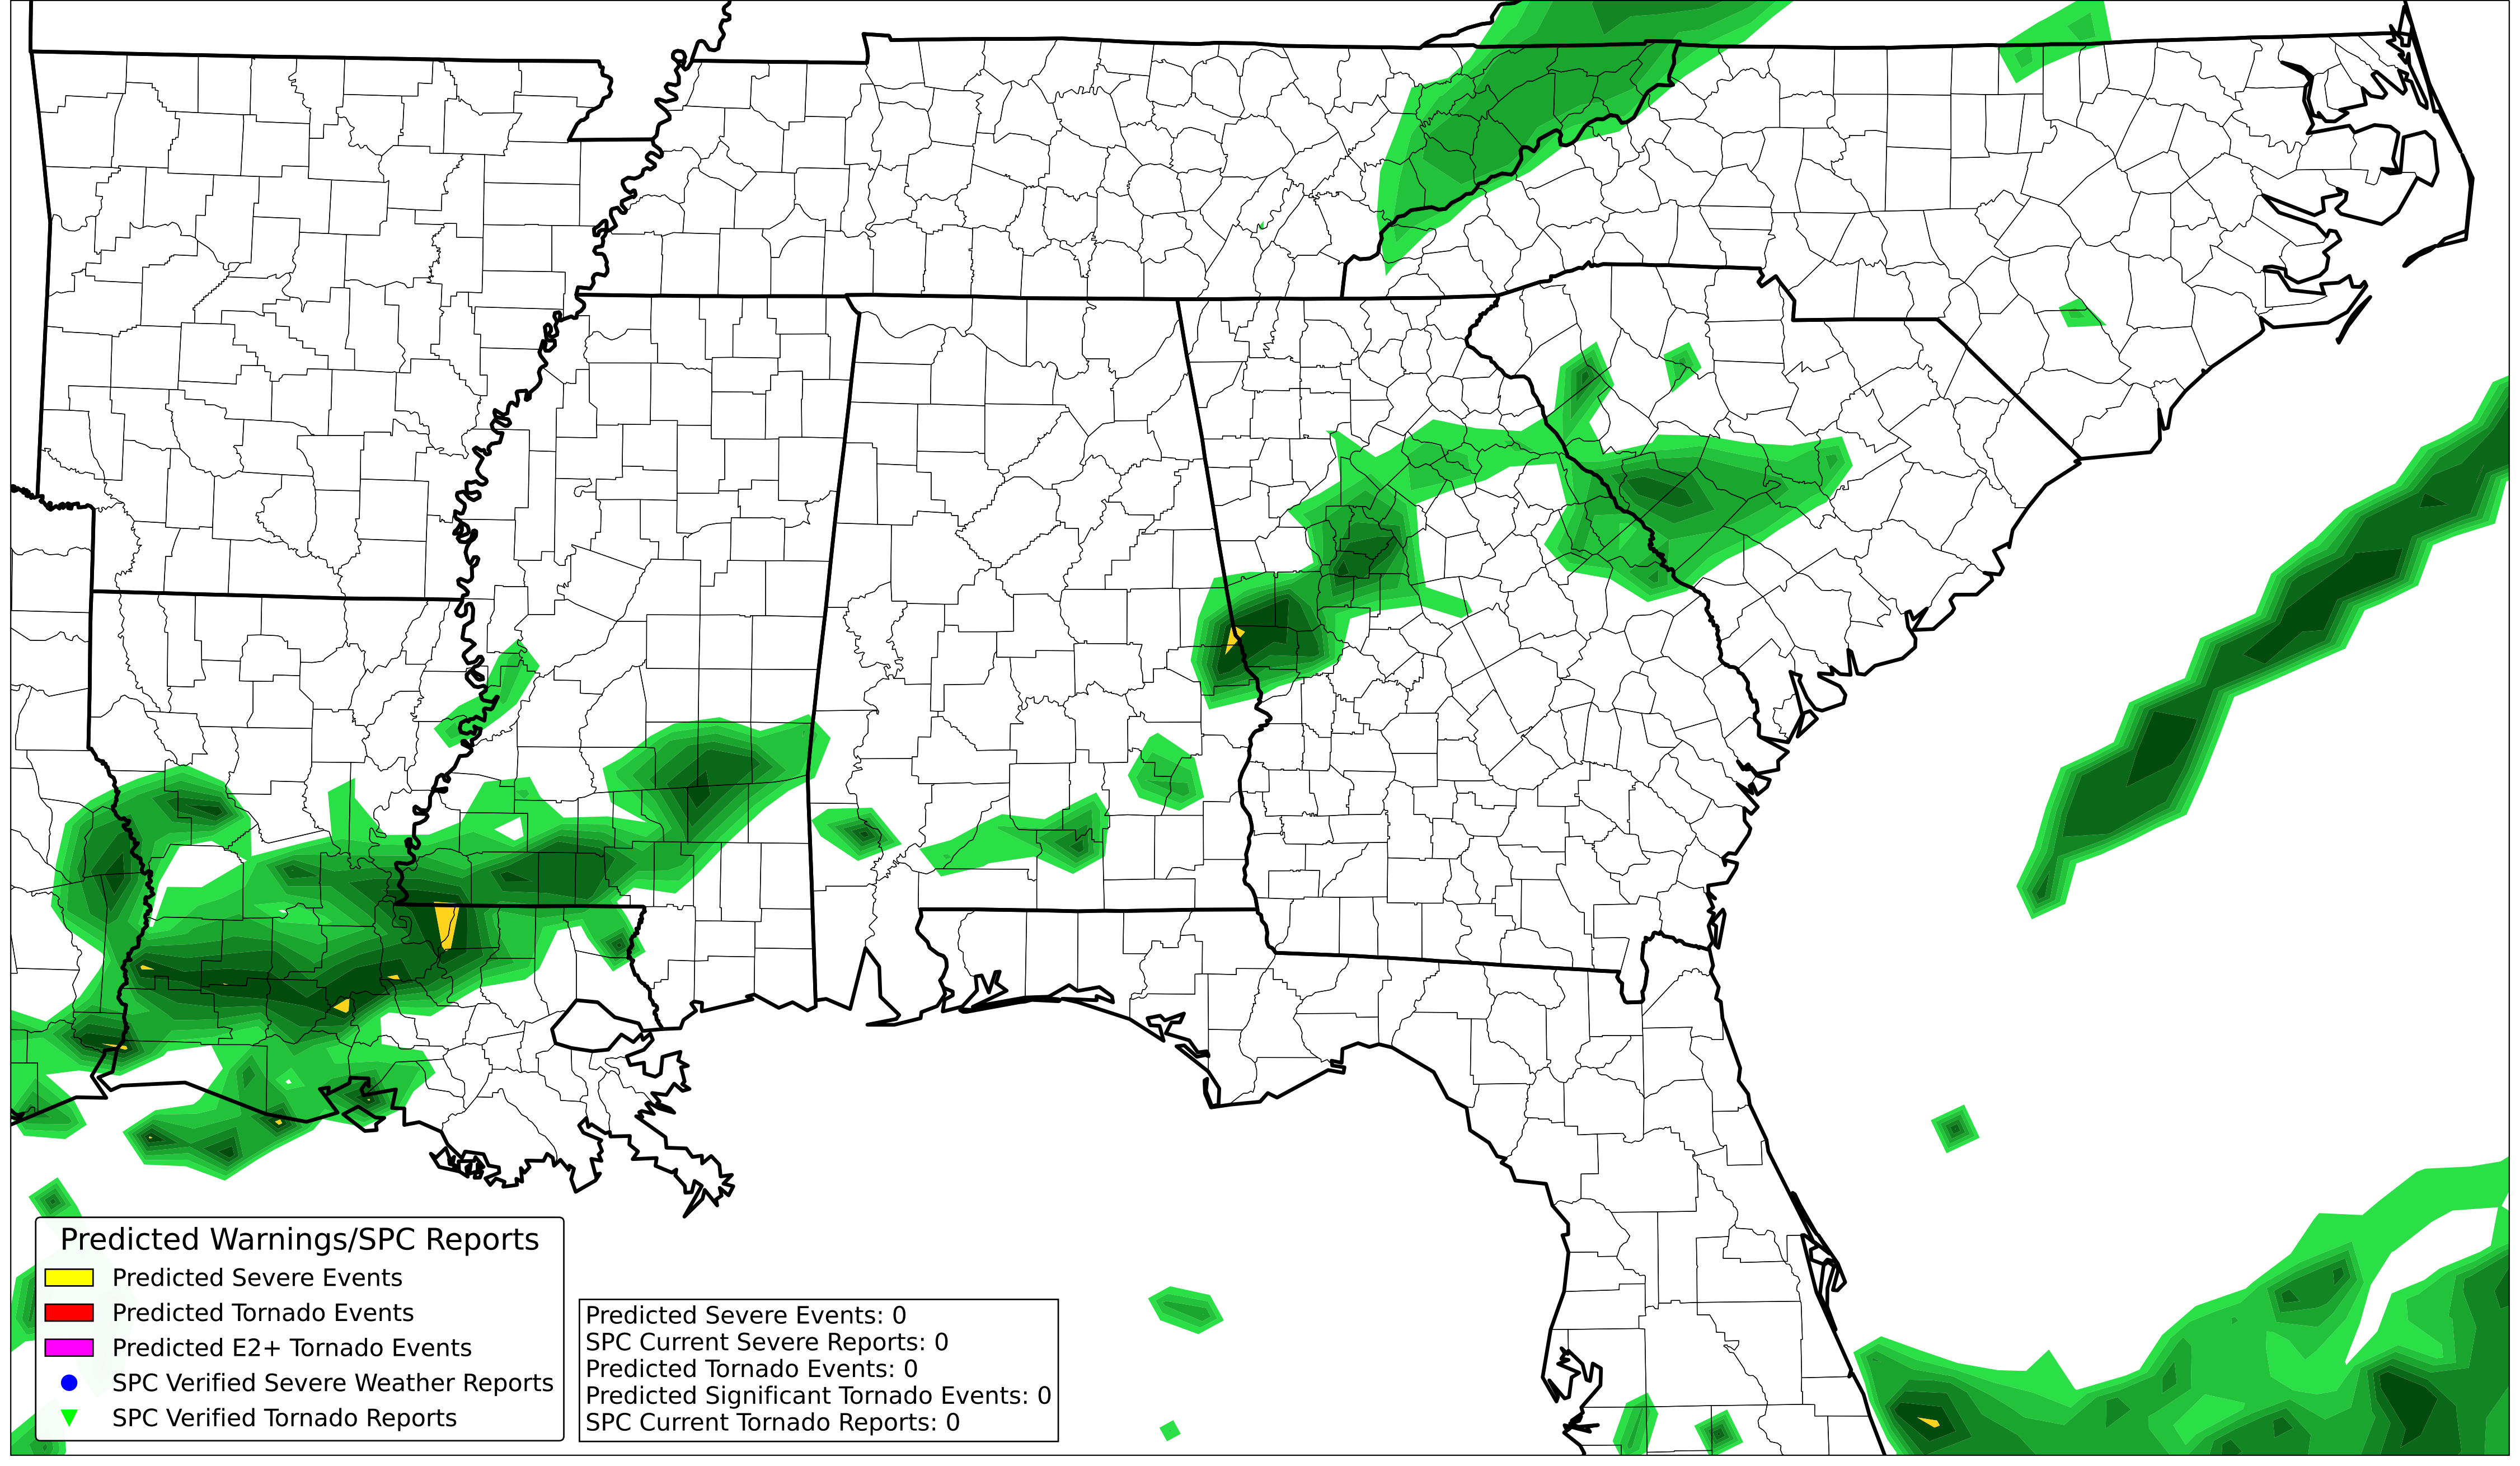 Predicted Warnings/SPC Reports
Predicted Severe Events
Predicted Tornado Events
Predicted E2+ Tornado Events
SPC Verified Severe Weather Reports
SPC Verified Tornado Reports
Predicted Severe Events: 0
SPC Current Severe Reports: 0
Predicted Tornado Events: 0
Predicted Significant Tornado Events: 0
SPC Current Tornado Reports: 0